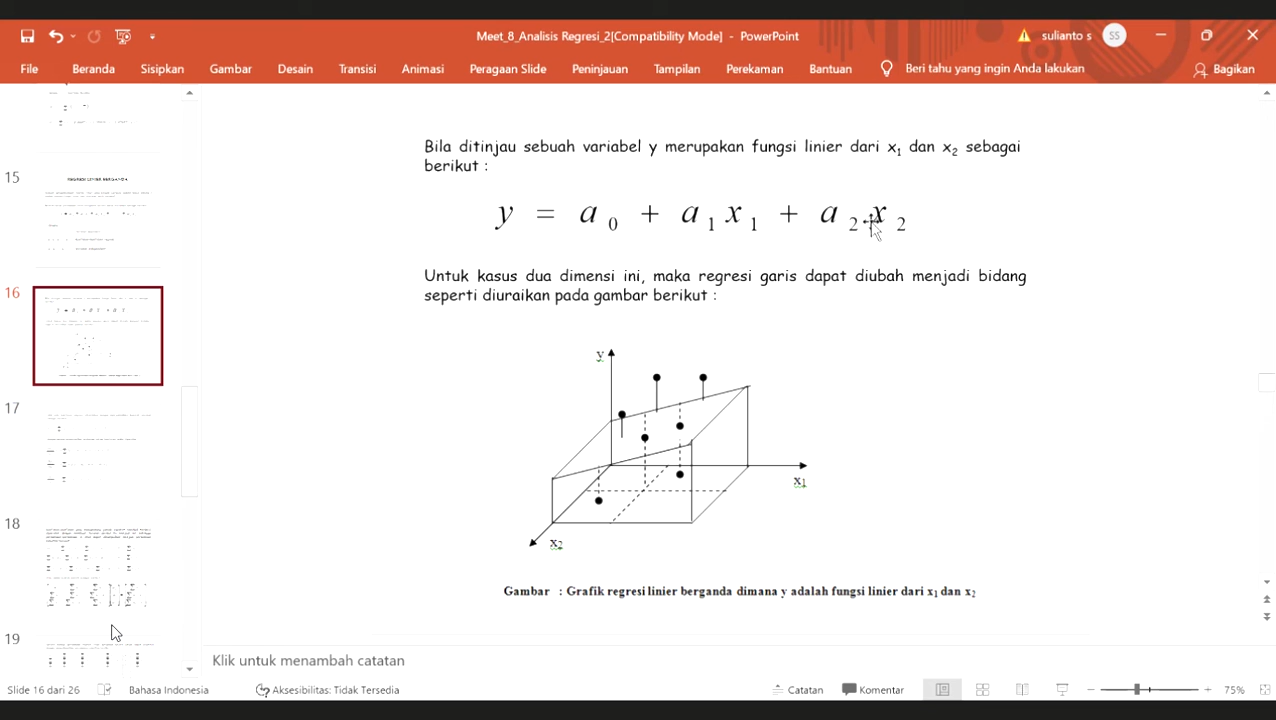 Meet_8_Analisis Regresi_2[Compatibility Mode] - PowerPoint
sulianto s
SS
File Beranda Sisipkan Gambar Desain Transisi Animasi Peragaan Slide Peninjauan Tampilan Perekaman Bantuan Beri tahu yang ingin Anda lakukan Bagikan
15
REGRESI LINIER BERGANDA
16
17
18
19
Bila ditinjau sebuah variabel y merupakan fungsi linier dari x₁ dan x₂ sebagai
berikut :
y = a₀ + a₁x₁ + a₂x₂
Untuk kasus dua dimensi ini, maka regresi garis dapat diubah menjadi bidang
seperti diuraikan pada gambar berikut :
y
x₁
x₂
Gambar : Grafik regresi linier berganda dimana y adalah fungsi linier dari x₁ dan x₂
Klik untuk menambah catatan
Slide 16 dari 26 Bahasa Indonesia Aksesibilitas: Tidak Tersedia Catatan Komentar 75%